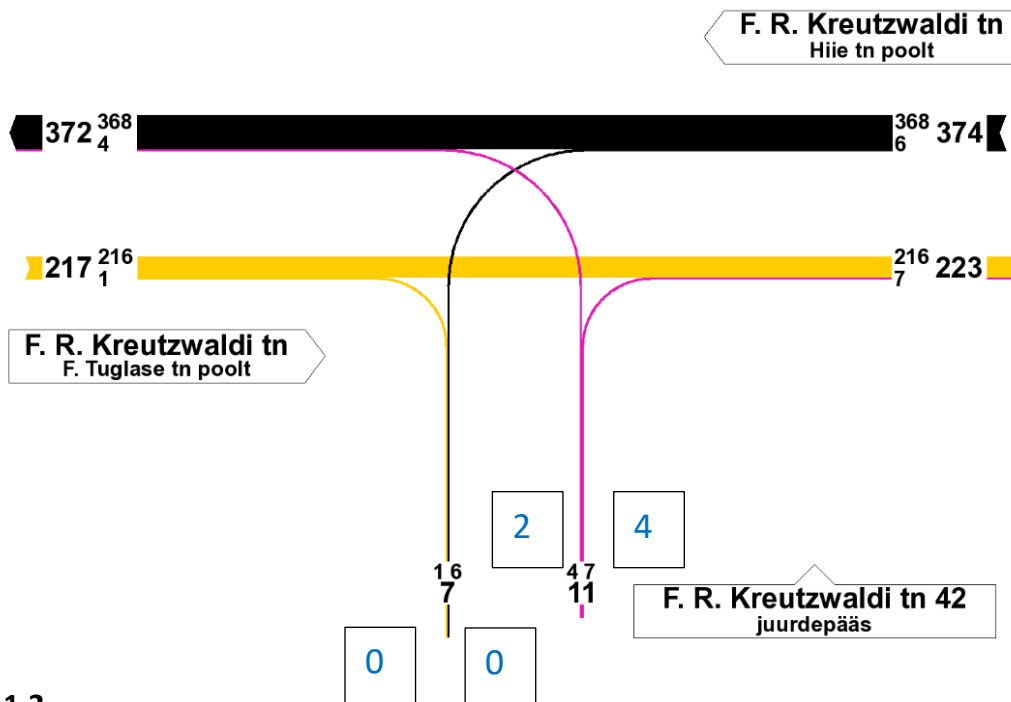 F. R. Kreutzwaldi tn
Hiie tn poolt
372 368
4
368 374
6
217 216
1
216 223
7
F. R. Kreutzwaldi tn
F. Tuglase tn poolt
2
4
1 6
7
4 7
11
F. R. Kreutzwaldi tn 42
juurdepääs
0
0